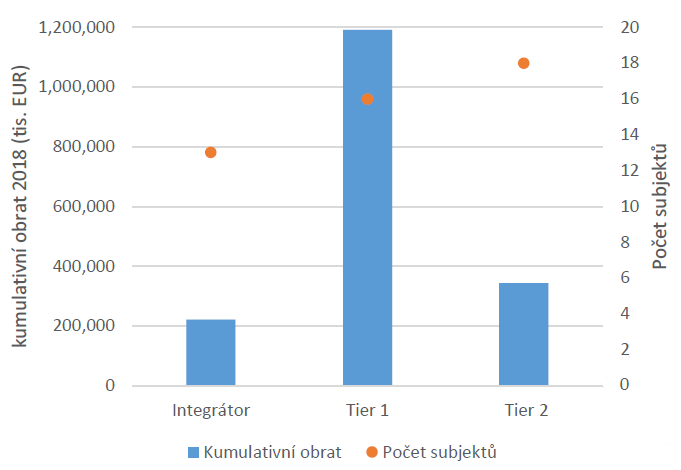 kumulativní obrat 2018 (tis. EUR)
1,200,000
1,000,000
800,000
600,000
400,000
200,000
0
20
18
16
14
12
10
8
6
4
2
0
Počet subjektů
Integrátor
Tier 1
Tier 2
Kumulativní obrat
Počet subjektů